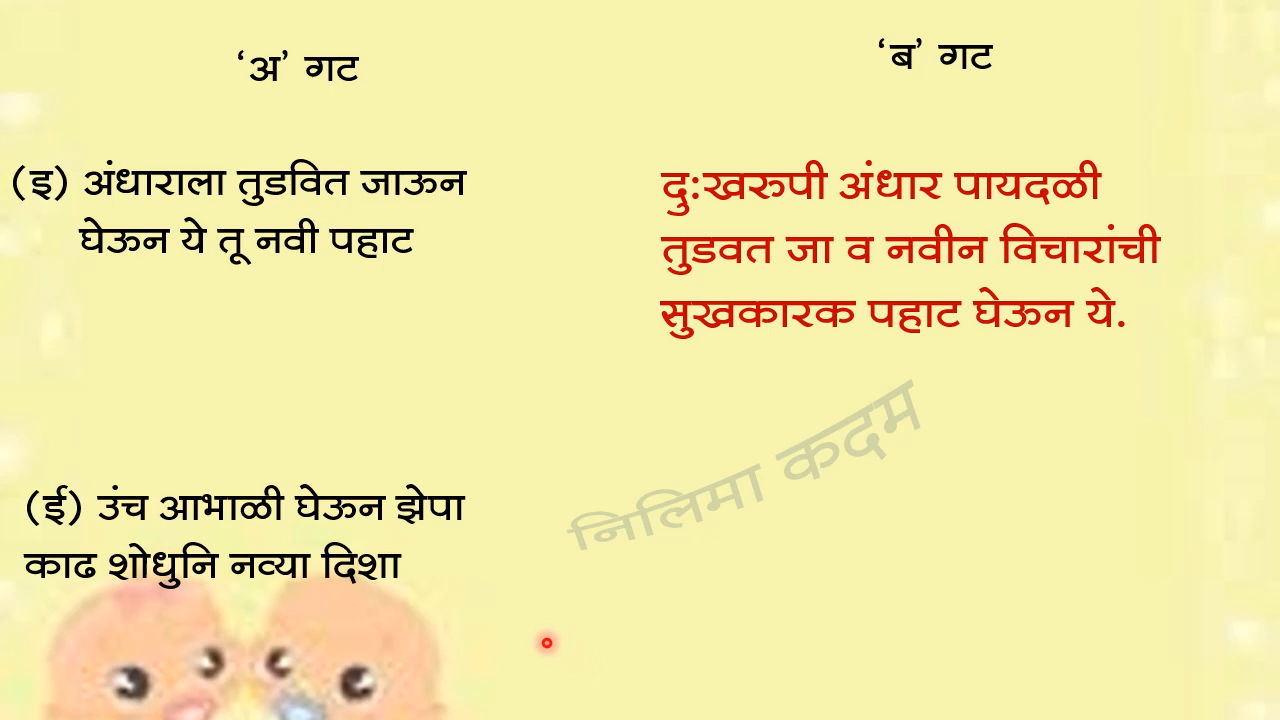 ‘अ’ गट
‘ब’ गट
(इ) अंधाराला तुडवित जाऊन
घेऊन ये तू नवी पहाट
दुःखरुपी अंधार पायदळी
तुडवत जा व नवीन विचारांची
सुखकारक पहाट घेऊन ये.
निलिमा कदम
(ई) उंच आभाळी घेऊन झेपा
काढ शोधुनि नव्या दिशा